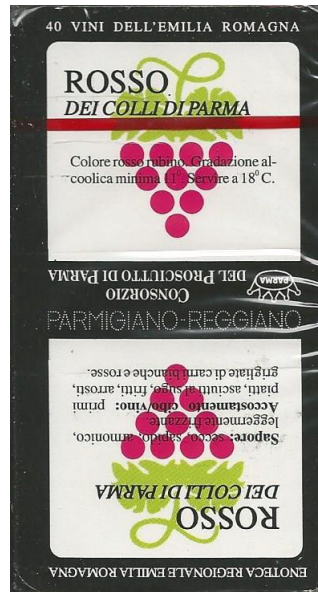 40 VINI DELL'EMILIA ROMAGNA
ROSSO
DEI COLLI DI PARMA
Colore rosso rubino. Gradazione al-
coolica minima 11°. Servire a 18° C.
PARMIGIANO-REGGIANO
CONSORZIO
DEL PROSCIUTTO DI PARMA
PARMA
ENOTECA REGIONALE EMILIA ROMAGNA
ROSSO
DEI COLLI DI PARMA
Sapore: secco, sapido, armonico,
leggermente frizzante.
Accostamento cibo/vino: primi
piatti, asciutti al sugo, fritti, arrosti,
grigliate di carni bianche e rosse.